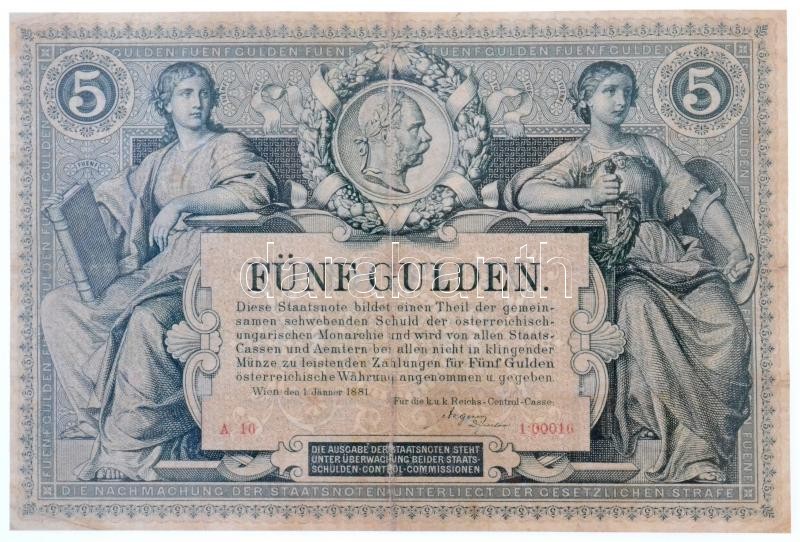 GULDEN FUENF GULDEN FUENF
FUENF GULDEN FUENF GULDEN
5
5
FUENF
darabanth
FÜNF GULDEN.
Diese Staatsnote bildet einen Theil der gemein-
samen schwebenden Schuld der österreichisch-
ungarischen Monarchie und wird von allen Staats-
Cassen und Aemtern bei allen nicht in klingender
Münze zu leistenden Zahlungen für Fünf Gulden
österreichische Währung angenommen u. gegeben.
Wien, den 1. Jänner 1881.
Für die k.u.k. Reichs-Central-Casse:
A 10
1·00016
DIE AUSGABE DER STAATSNOTEN STEHT
UNTER ÜBERWACHUNG BEIDER STAATS-
SCHULDEN-CONTROL-COMMISSIONEN
DIE NACHMACHUNG DER STAATSNOTEN UNTERLIEGT DER GESETZLICHEN STRAFE